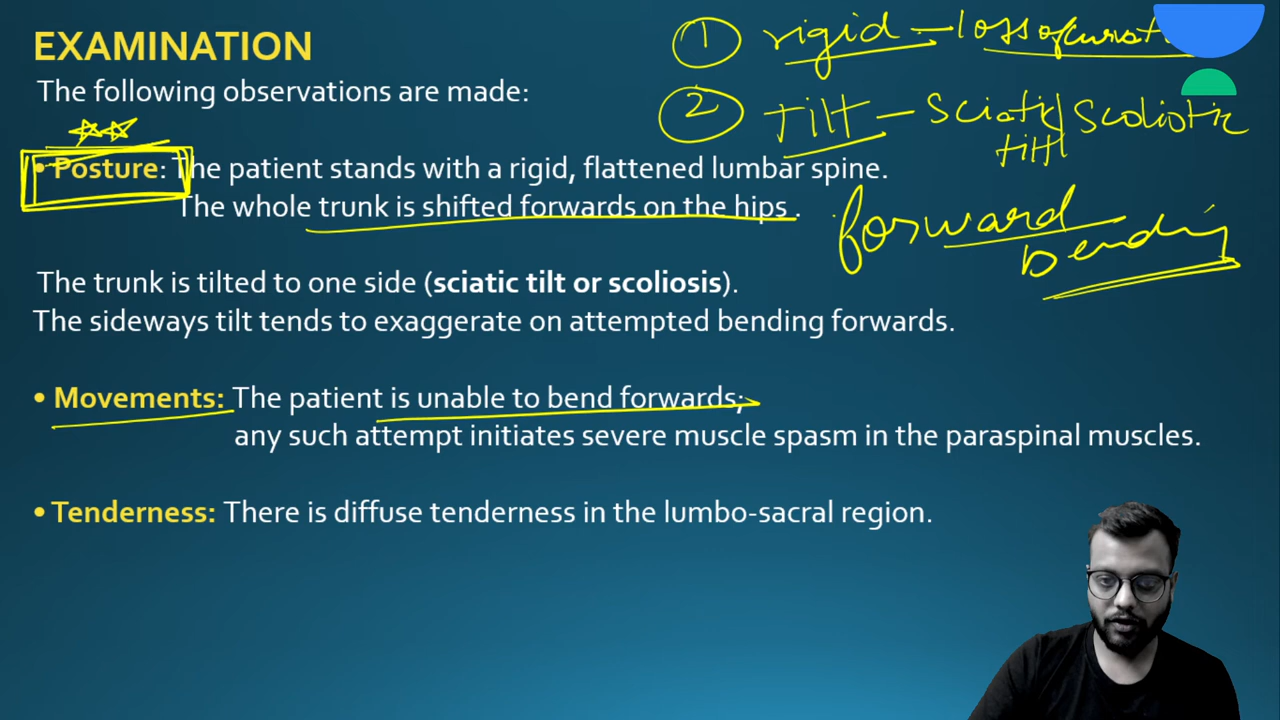 EXAMINATION
The following observations are made:
① rigid - loss of
② Tilt - Sciatic / Scoliotic
tilt
• Posture: The patient stands with a rigid, flattened lumbar spine.
The whole trunk is shifted forwards on the hips .
forward
bending
The trunk is tilted to one side (sciatic tilt or scoliosis).
The sideways tilt tends to exaggerate on attempted bending forwards.
• Movements: The patient is unable to bend forwards;
any such attempt initiates severe muscle spasm in the paraspinal muscles.
• Tenderness: There is diffuse tenderness in the lumbo-sacral region.